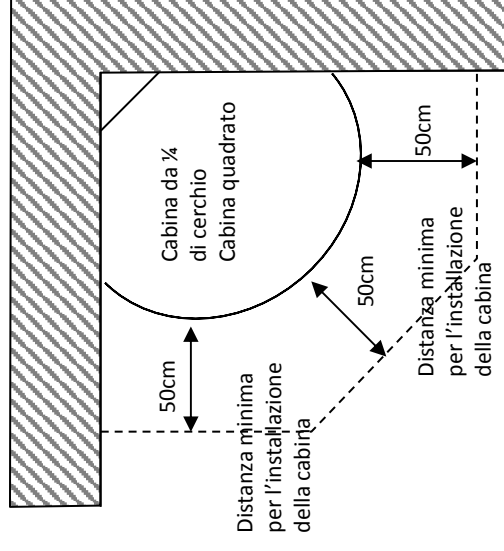 Cabina da ¼
di cerchio
Cabina quadrato
50cm
50cm
50cm
Distanza minima
per l'installazione
della cabina
Distanza minima
per l'installazione
della cabina